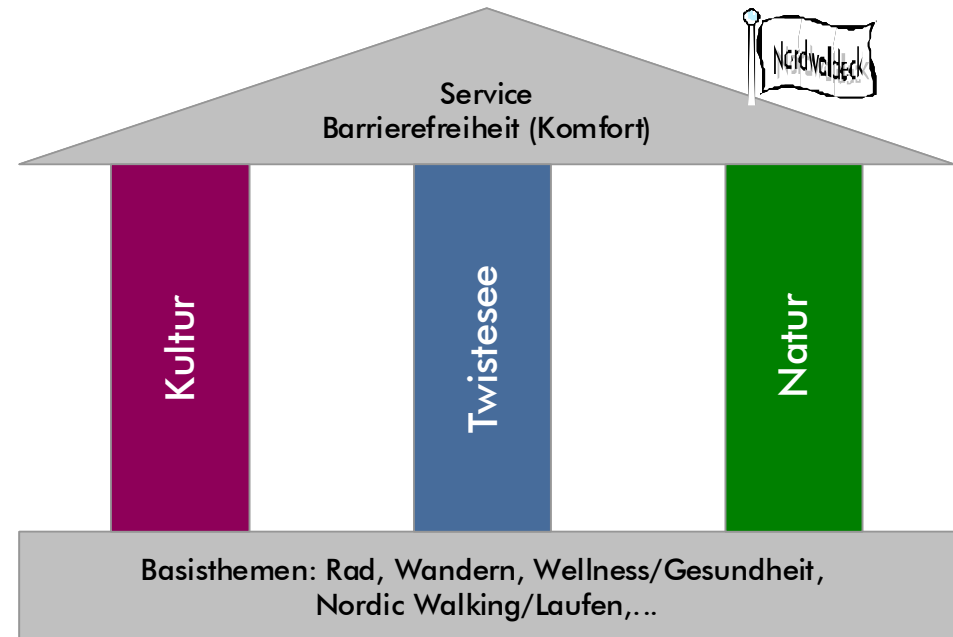 Nordwaldeck
Service
Barrierefreiheit (Komfort)
Kultur
Twistesee
Natur
Basisthemen: Rad, Wandern, Wellness/Gesundheit,
Nordic Walking/Laufen,...